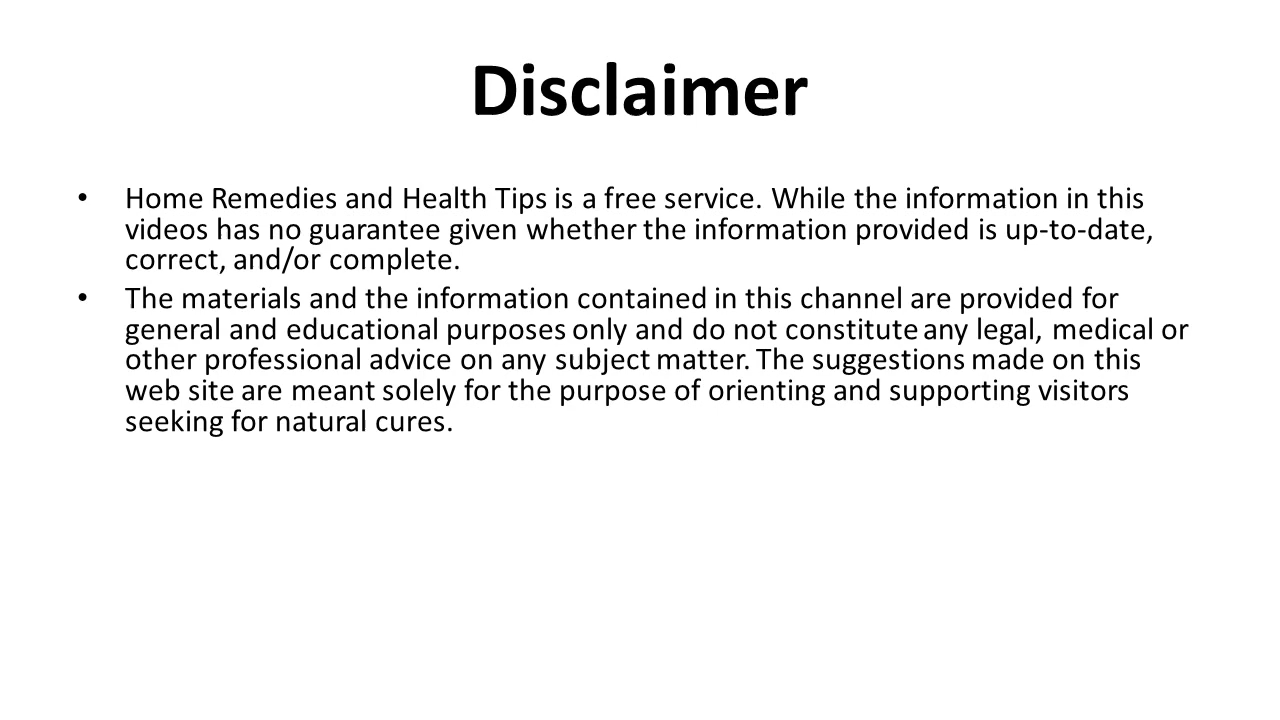 Disclaimer
• Home Remedies and Health Tips is a free service. While the information in this
videos has no guarantee given whether the information provided is up-to-date,
correct, and/or complete.
• The materials and the information contained in this channel are provided for
general and educational purposes only and do not constitute any legal, medical or
other professional advice on any subject matter. The suggestions made on this
web site are meant solely for the purpose of orienting and supporting visitors
seeking for natural cures.